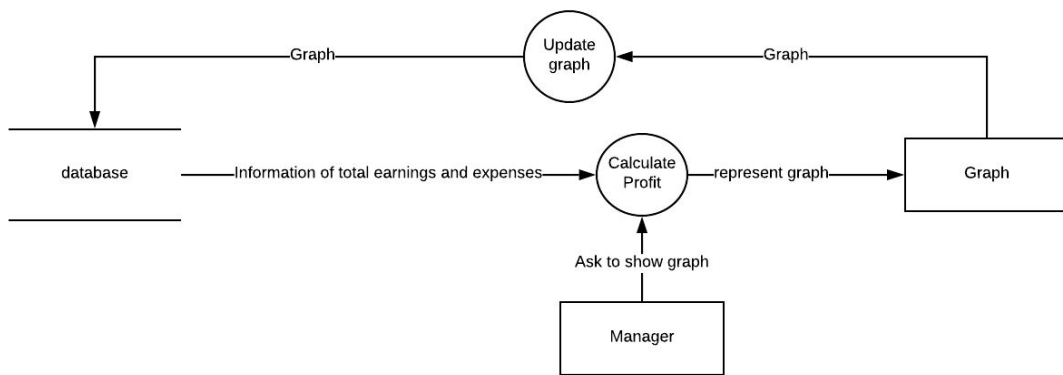 Update
graph
Graph
Graph
database
Information of total earnings and expenses
Calculate
Profit
represent graph
Graph
Ask to show graph
Manager